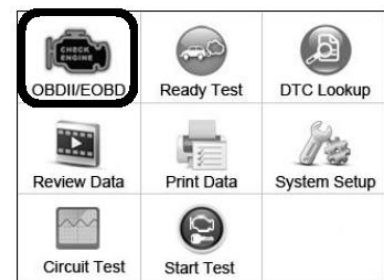 CHECK
ENGINE
OBDII/EOBD
Ready Test
DTC Lookup
Review Data
Print Data
System Setup
Circuit Test
Start Test